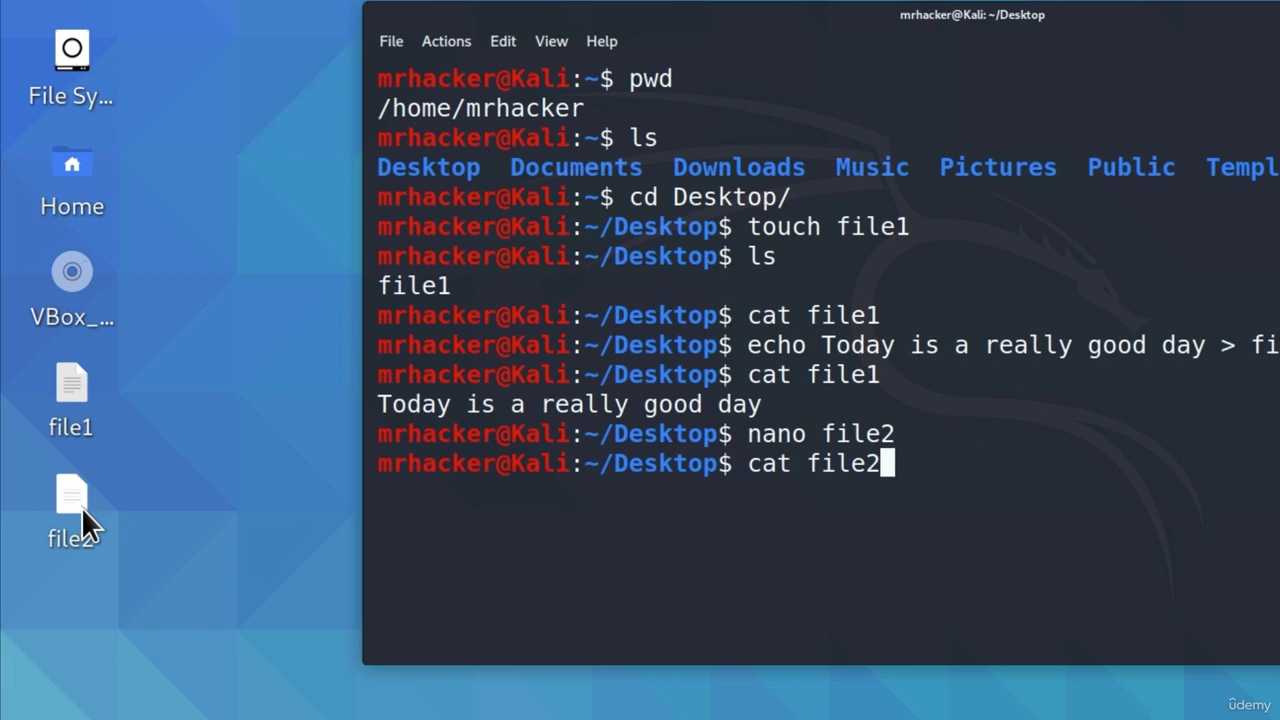 mrhacker@Kali: ~/Desktop
File Actions Edit View Help
File Sy...
Home
VBox_...
file1
file2
mrhacker@Kali:~$ pwd
/home/mrhacker
mrhacker@Kali:~$ ls
Desktop Documents Downloads Music Pictures Public Templ
mrhacker@Kali:~$ cd Desktop/
mrhacker@Kali:~/Desktop$ touch file1
mrhacker@Kali:~/Desktop$ ls
file1
mrhacker@Kali:~/Desktop$ cat file1
mrhacker@Kali:~/Desktop$ echo Today is a really good day > fi
mrhacker@Kali:~/Desktop$ cat file1
Today is a really good day
mrhacker@Kali:~/Desktop$ nano file2
mrhacker@Kali:~/Desktop$ cat file2
ûdemy